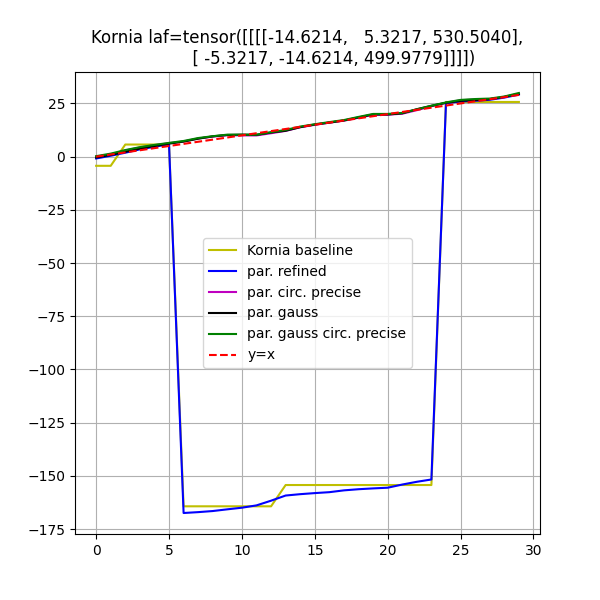 Kornia laf=tensor([[[[-14.6214,   5.3217, 530.5040],
[ -5.3217, -14.6214, 499.9779]]]])
25
0
−25
−50
−75
−100
−125
−150
−175
Kornia baseline
par. refined
par. circ. precise
par. gauss
par. gauss circ. precise
y=x
0 5 10 15 20 25 30